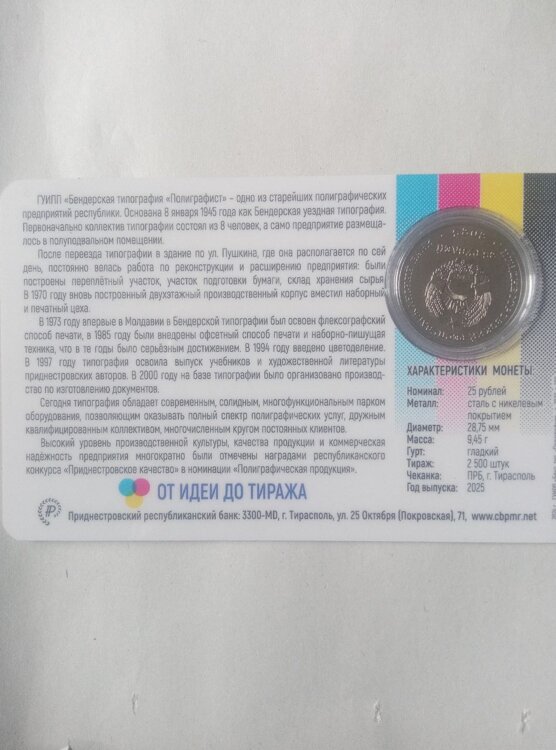 ГУИПП «Бендерская типография «Полиграфист» - одно из старейших полиграфических
предприятий республики. Основана 8 января 1945 года как Бендерская уездная типография.
Первоначально коллектив типографии состоял из 8 человек, а само предприятие размеща-
лось в полуподвальном помещении.
После переезда типографии в здание по ул. Пушкина, где она располагается по сей
день, постоянно велась работа по реконструкции и расширению предприятия: были
построены переплётный участок, участок подготовки бумаги, склад хранения сырья.
В 1970 году вновь построенный двухэтажный производственный корпус вместил наборный
и печатный цеха.
В 1973 году впервые в Молдавии в Бендерской типографии был освоен флексографский
способ печати, в 1985 году были внедрены офсетный способ печати и наборно-пишущая
техника, что в те годы было серьёзным достижением. В 1994 году введено цветоделение.
В 1997 году типография освоила выпуск учебников и художественной литературы
приднестровских авторов. В 2000 году на базе типографии было организовано производ-
ство по изготовлению документов.
Сегодня типография обладает современным, солидным, многофункциональным парком
оборудования, позволяющим оказывать полный спектр полиграфических услуг, дружным
квалифицированным коллективом, многочисленным кругом постоянных клиентов.
Высокий уровень производственной культуры, качества продукции и коммерческая
надёжность предприятия многократно были отмечены наградами республиканского
конкурса «Приднестровское качество» в номинации «Полиграфическая продукция».
ОТ ИДЕИ ДО ТИРАЖА
Приднестровский республиканский банк: 3300-MD, г. Тирасполь, ул. 25 Октября (Покровская), 71, www.cbpmr.net
ХАРАКТЕРИСТИКИ МОНЕТЫ:
Номинал: 25 рублей
Металл: сталь с никелевым
покрытием
Диаметр: 28,75 мм
Масса: 9,45 г
Гурт: гладкий
Тираж: 2 500 штук
Чеканка: ПРБ, г. Тирасполь
Год выпуска: 2025